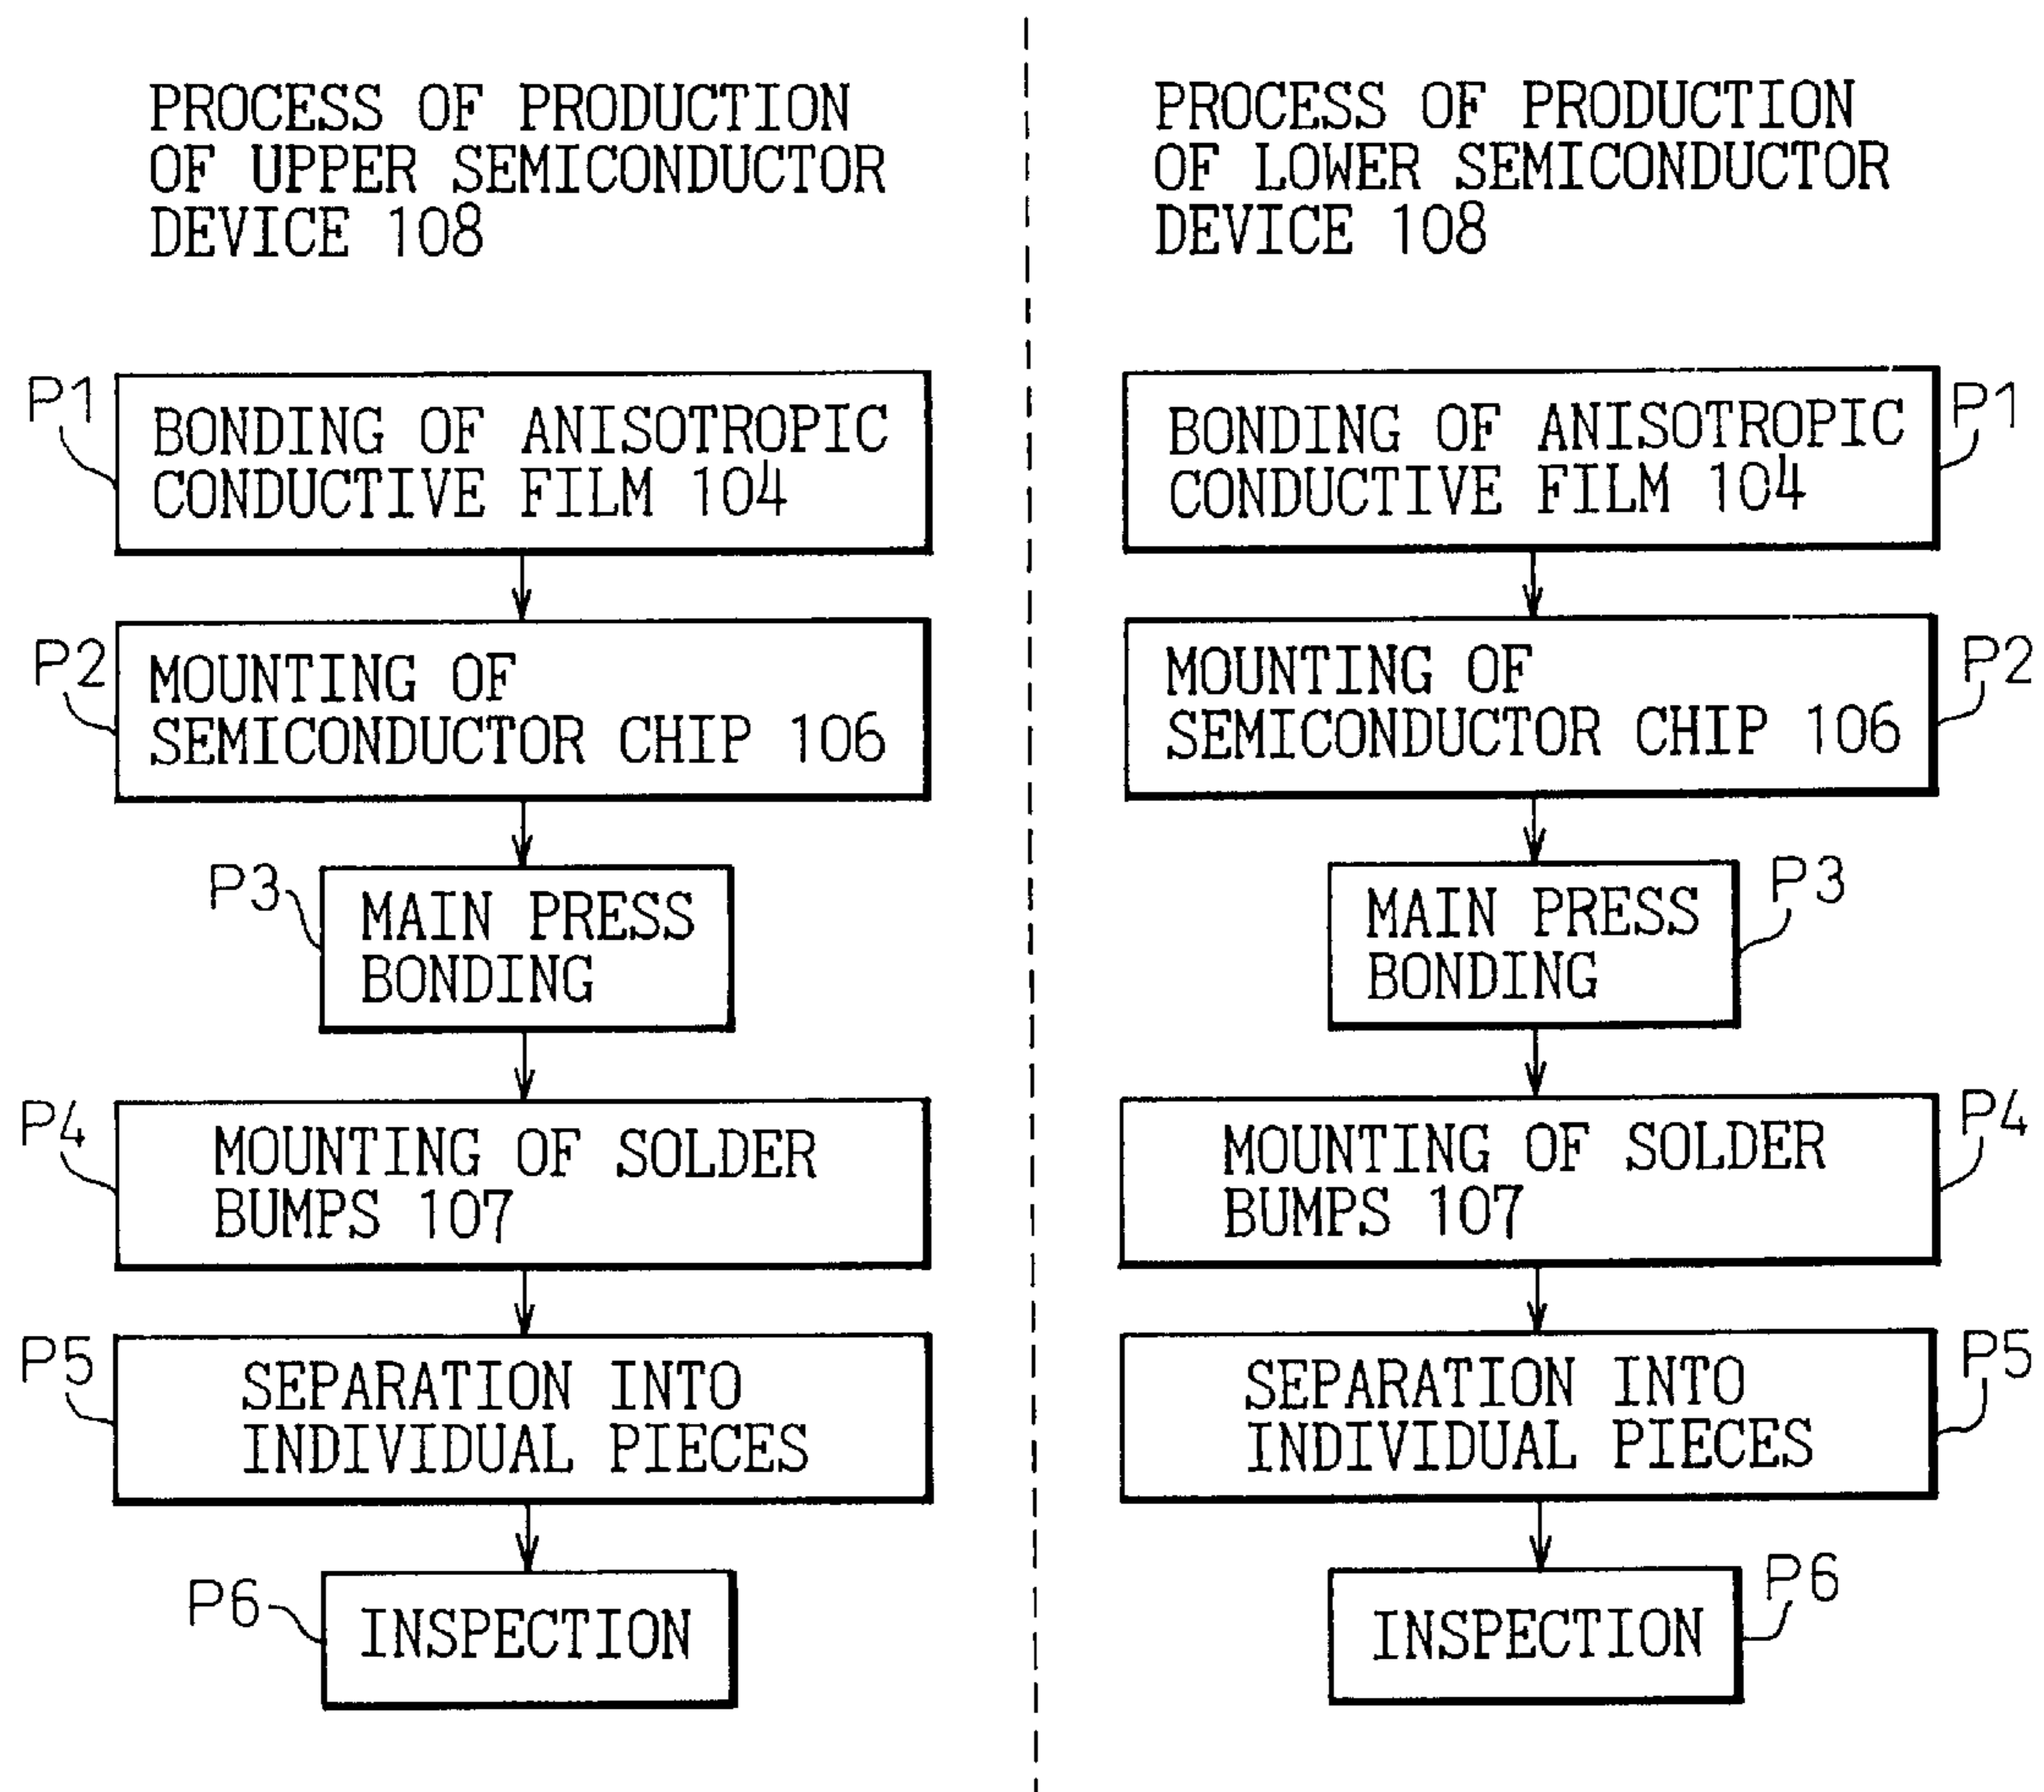 PROCESS OF PRODUCTION
OF UPPER SEMICONDUCTOR
DEVICE 108
P1
BONDING OF ANISOTROPIC
CONDUCTIVE FILM 104
P2
MOUNTING OF
SEMICONDUCTOR CHIP 106
P3
MAIN PRESS
BONDING
P4
MOUNTING OF SOLDER
BUMPS 107
P5
SEPARATION INTO
INDIVIDUAL PIECES
P6
INSPECTION
PROCESS OF PRODUCTION
OF LOWER SEMICONDUCTOR
DEVICE 108
P1
BONDING OF ANISOTROPIC
CONDUCTIVE FILM 104
P2
MOUNTING OF
SEMICONDUCTOR CHIP 106
P3
MAIN PRESS
BONDING
P4
MOUNTING OF SOLDER
BUMPS 107
P5
SEPARATION INTO
INDIVIDUAL PIECES
P6
INSPECTION